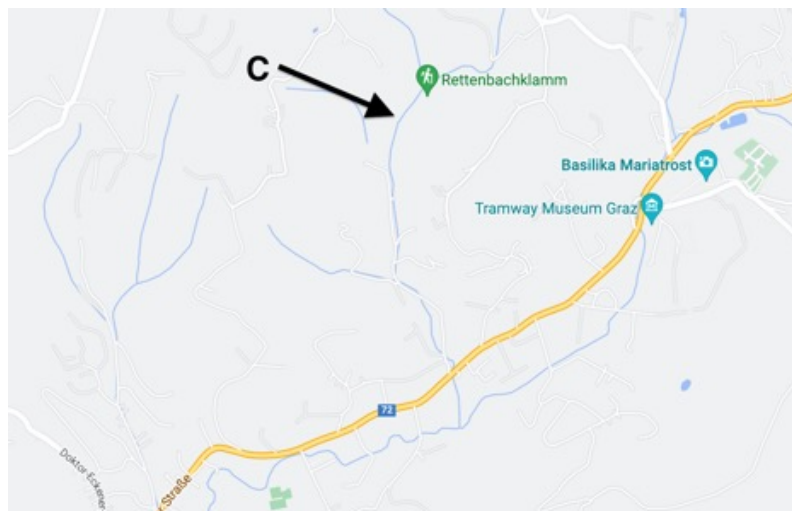 C
Rettenbachklamm
Basilika Mariatrost
Tramway Museum Graz
72
Doktor-Eckener
r.Straße